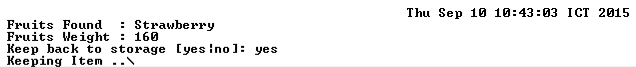 Thu Sep 10 10:43:03 ICT 2015
Fruits Found  : Strawberry
Fruits Weight : 160
Keep back to storage [yes|no]: yes
Keeping Item ..\